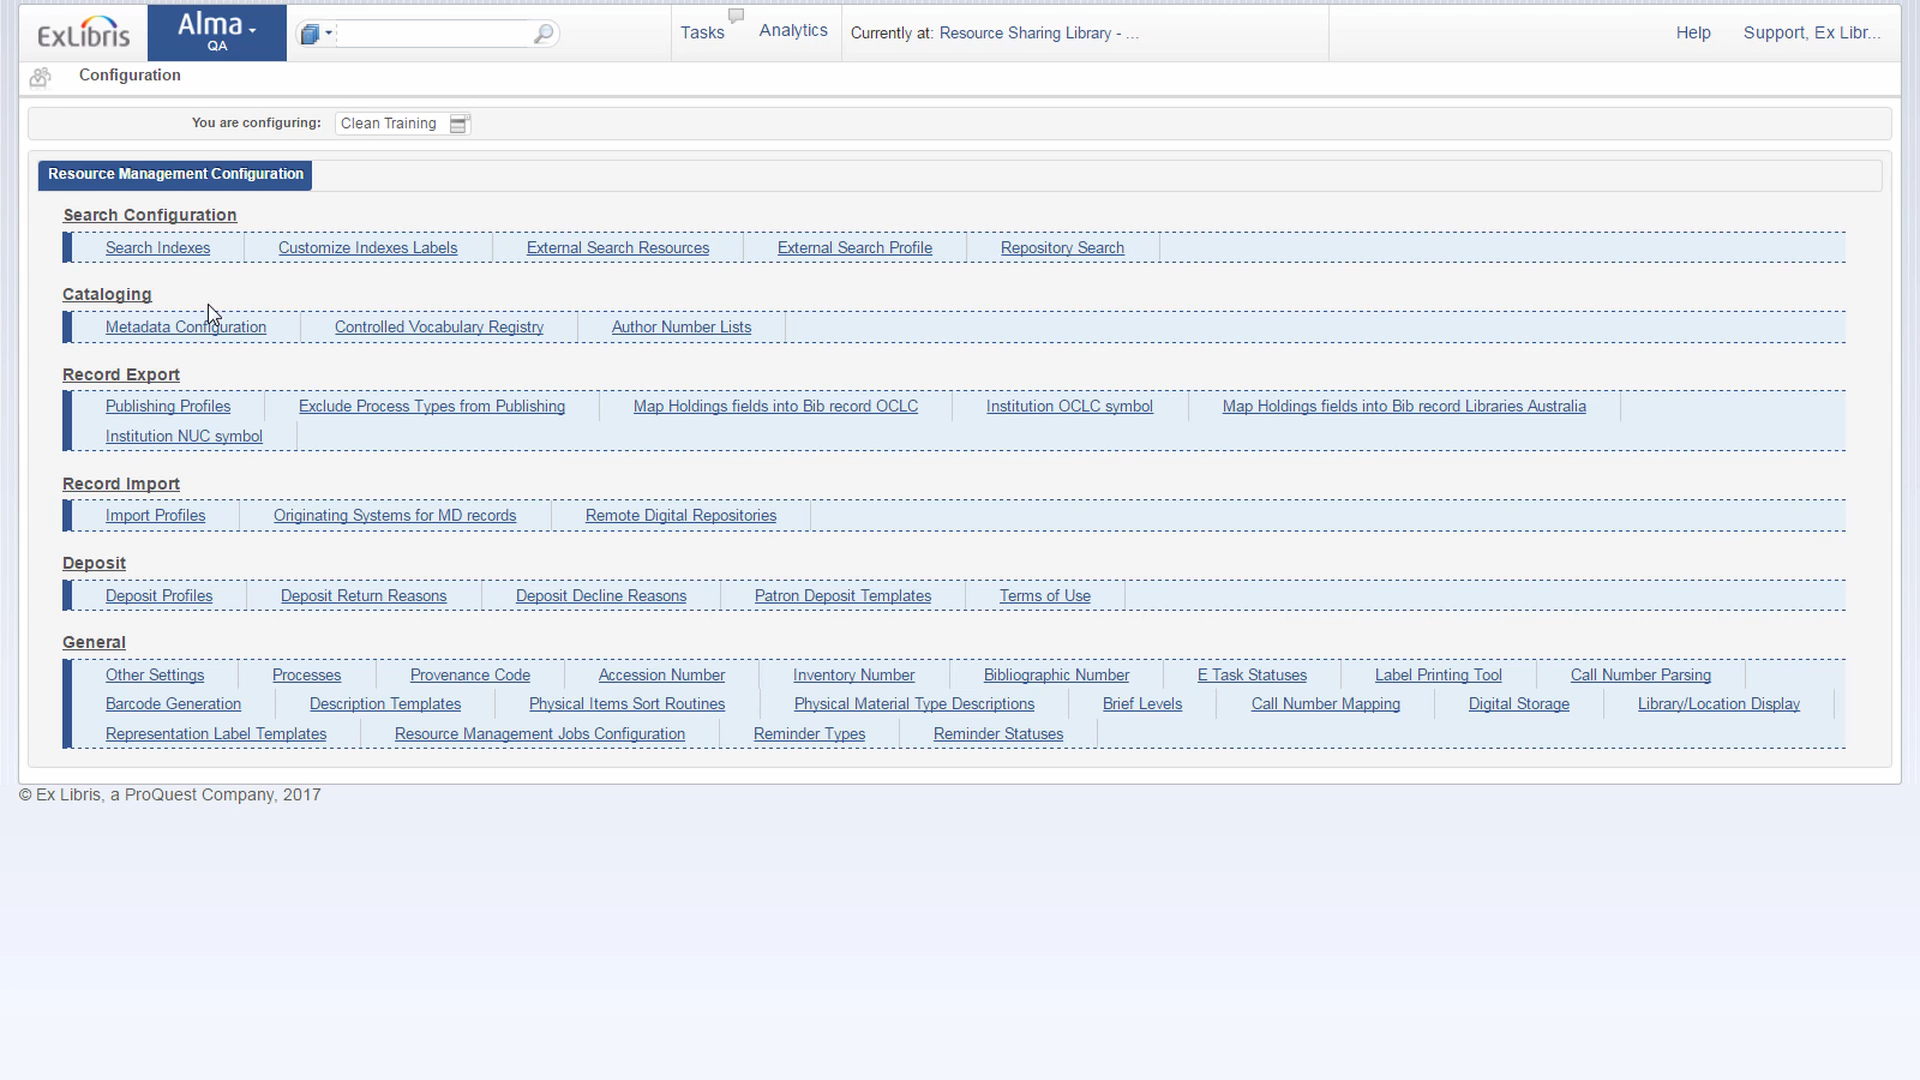 ExLibris Alma QA Tasks Analytics Currently at: Resource Sharing Library - ... Help Support, Ex Libr...
Configuration
You are configuring: Clean Training
Resource Management Configuration
Search Configuration
Search Indexes Customize Indexes Labels External Search Resources External Search Profile Repository Search
Cataloging
Metadata Configuration Controlled Vocabulary Registry Author Number Lists
Record Export
Publishing Profiles Exclude Process Types from Publishing Map Holdings fields into Bib record OCLC Institution OCLC symbol Map Holdings fields into Bib record Libraries Australia
Institution NUC symbol
Record Import
Import Profiles Originating Systems for MD records Remote Digital Repositories
Deposit
Deposit Profiles Deposit Return Reasons Deposit Decline Reasons Patron Deposit Templates Terms of Use
General
Other Settings Processes Provenance Code Accession Number Inventory Number Bibliographic Number E Task Statuses Label Printing Tool Call Number Parsing
Barcode Generation Description Templates Physical Items Sort Routines Physical Material Type Descriptions Brief Levels Call Number Mapping Digital Storage Library/Location Display
Representation Label Templates Resource Management Jobs Configuration Reminder Types Reminder Statuses
© Ex Libris, a ProQuest Company, 2017